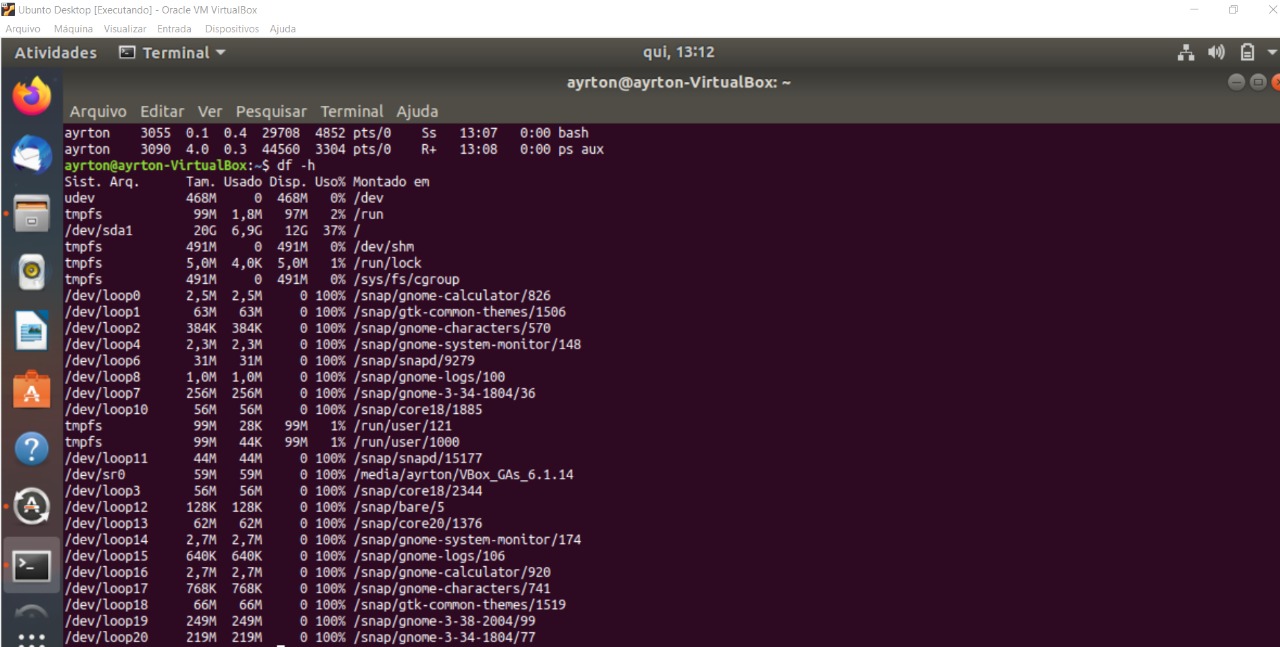 Ubunto Desktop [Executando] - Oracle VM VirtualBox
Arquivo Máquina Visualizar Entrada Dispositivos Ajuda
Atividades Terminal qui, 13:12
ayrton@ayrton-VirtualBox: ~
Arquivo Editar Ver Pesquisar Terminal Ajuda
ayrton 3055 0.1 0.4 29708 4852 pts/0 Ss 13:07 0:00 bash
ayrton 3090 4.0 0.3 44560 3304 pts/0 R+ 13:08 0:00 ps aux
ayrton@ayrton-VirtualBox:~$ df -h
Sist. Arq. Tam. Usado Disp. Uso% Montado em
udev 468M 0 468M 0% /dev
tmpfs 99M 1,8M 97M 2% /run
/dev/sda1 20G 6,9G 12G 37% /
tmpfs 491M 0 491M 0% /dev/shm
tmpfs 5,0M 4,0K 5,0M 1% /run/lock
tmpfs 491M 0 491M 0% /sys/fs/cgroup
/dev/loop0 2,5M 2,5M 0 100% /snap/gnome-calculator/826
/dev/loop1 63M 63M 0 100% /snap/gtk-common-themes/1506
/dev/loop2 384K 384K 0 100% /snap/gnome-characters/570
/dev/loop4 2,3M 2,3M 0 100% /snap/gnome-system-monitor/148
/dev/loop6 31M 31M 0 100% /snap/snapd/9279
/dev/loop8 1,0M 1,0M 0 100% /snap/gnome-logs/100
/dev/loop7 256M 256M 0 100% /snap/gnome-3-34-1804/36
/dev/loop10 56M 56M 0 100% /snap/core18/1885
tmpfs 99M 28K 99M 1% /run/user/121
tmpfs 99M 44K 99M 1% /run/user/1000
/dev/loop11 44M 44M 0 100% /snap/snapd/15177
/dev/sr0 59M 59M 0 100% /media/ayrton/VBox_GAs_6.1.14
/dev/loop3 56M 56M 0 100% /snap/core18/2344
/dev/loop12 128K 128K 0 100% /snap/bare/5
/dev/loop13 62M 62M 0 100% /snap/core20/1376
/dev/loop14 2,7M 2,7M 0 100% /snap/gnome-system-monitor/174
/dev/loop15 640K 640K 0 100% /snap/gnome-logs/106
/dev/loop16 2,7M 2,7M 0 100% /snap/gnome-calculator/920
/dev/loop17 768K 768K 0 100% /snap/gnome-characters/741
/dev/loop18 66M 66M 0 100% /snap/gtk-common-themes/1519
/dev/loop19 249M 249M 0 100% /snap/gnome-3-38-2004/99
/dev/loop20 219M 219M 0 100% /snap/gnome-3-34-1804/77